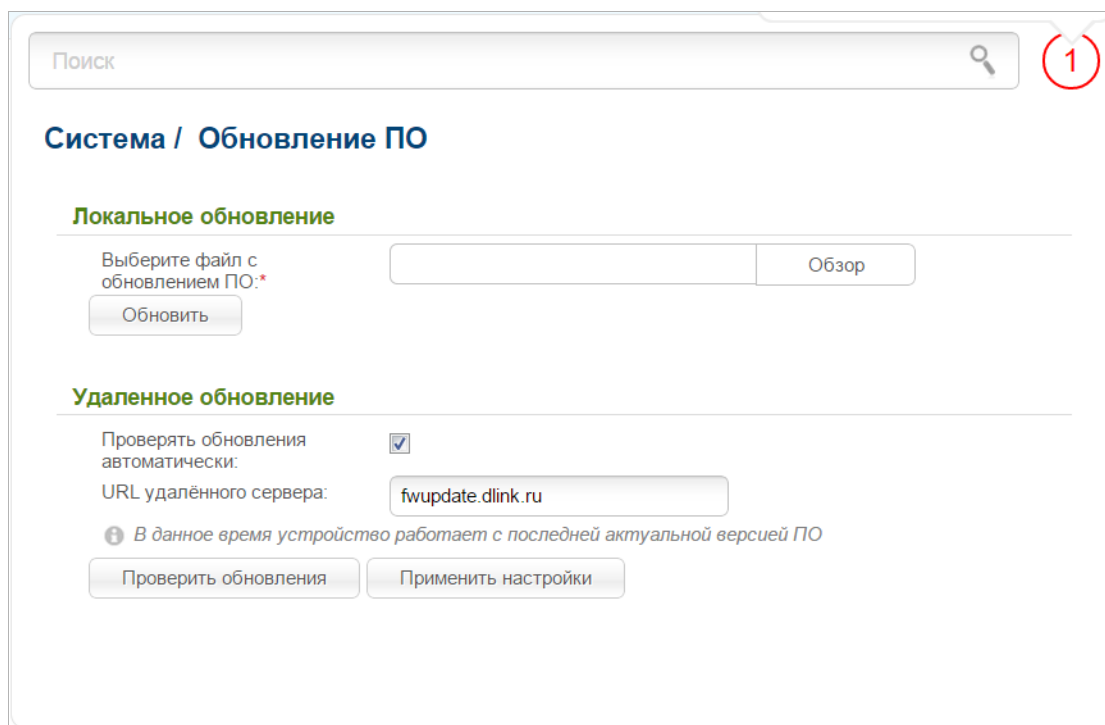 Поиск
1
Система / Обновление ПО
Локальное обновление
Выберите файл с
обновлением ПО:*
Обзор
Обновить
Удаленное обновление
Проверять обновления
автоматически:
URL удалённого сервера:
fwupdate.dlink.ru
В данное время устройство работает с последней актуальной версией ПО
Проверить обновления
Применить настройки